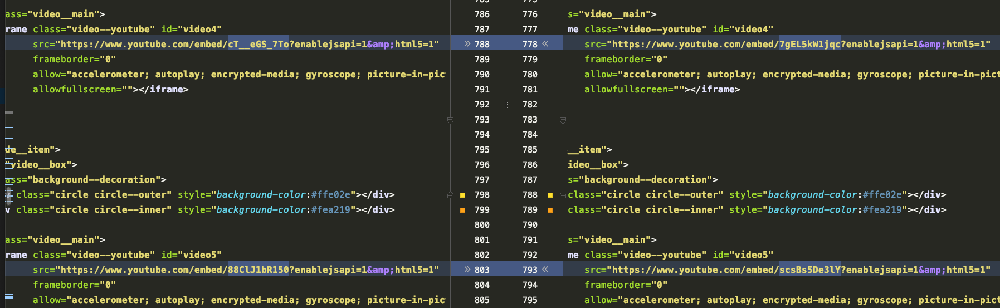 785 775
ass="video__main"> 786 776 s="video__main">
rame class="video--youtube" id="video4" 787 777 me class="video--youtube" id="video4"
src="https://www.youtube.com/embed/cT__eGS_7To?enablejsapi=1&amp;html5=1" » 788 778 « src="https://www.youtube.com/embed/7gEL5kW1jqc?enablejsapi=1&amp;html5=1"
frameborder="0" 789 779 frameborder="0"
allow="accelerometer; autoplay; encrypted-media; gyroscope; picture-in-pict 790 780 allow="accelerometer; autoplay; encrypted-media; gyroscope; picture-in-pict
allowfullscreen=""></iframe> 791 781 allowfullscreen=""></iframe>
792 782
793 783
794 784
de__item"> 795 785 __item">
"video__box"> 796 786 video__box">
ass="background--decoration"> 797 787 s="background--decoration">
v class="circle circle--outer" style="background-color:#ffe02e"></div> 798 788 class="circle circle--outer" style="background-color:#ffe02e"></div>
v class="circle circle--inner" style="background-color:#fea219"></div> 799 789 class="circle circle--inner" style="background-color:#fea219"></div>
800 790
ass="video__main"> 801 791 s="video__main">
rame class="video--youtube" id="video5" 802 792 me class="video--youtube" id="video5"
src="https://www.youtube.com/embed/88ClJ1bR150?enablejsapi=1&amp;html5=1" » 803 793 « src="https://www.youtube.com/embed/scsBs5De3lY?enablejsapi=1&amp;html5=1"
frameborder="0" 804 794 frameborder="0"
allow="accelerometer; autoplay; encrypted-media; gyroscope; picture-in-pic 805 795 allow="accelerometer; autoplay; encrypted-media; gyroscope; picture-in-pict